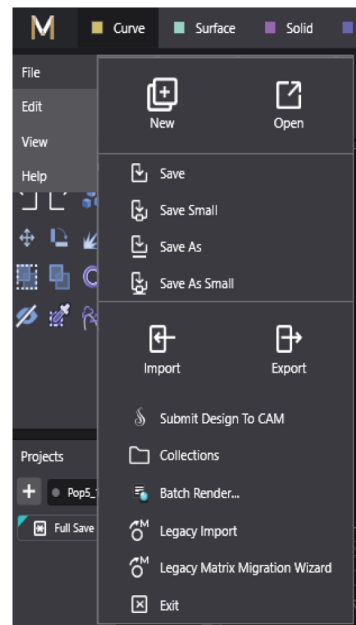 Curve Surface Solid
File
Edit
View
Help
New Open
Save
Save Small
Save As
Save As Small
Import Export
Submit Design To CAM
Collections
Batch Render...
Legacy Import
Legacy Matrix Migration Wizard
Exit
Projects
Pop5_
Full Save